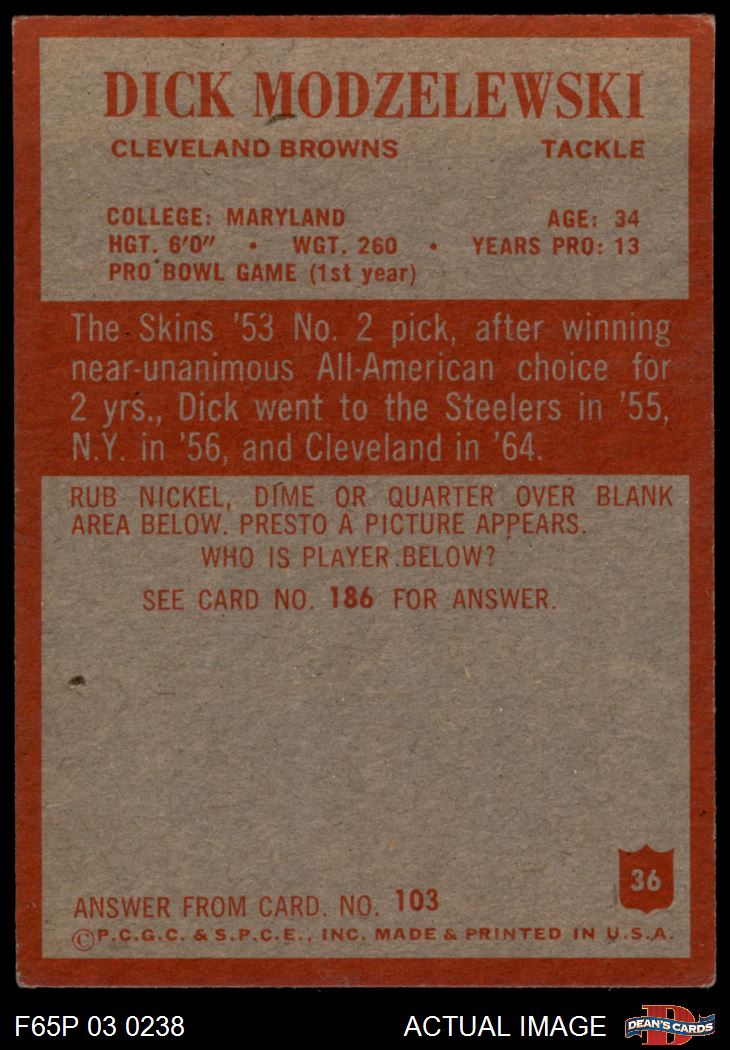 DICK MODZELEWSKI
CLEVELAND BROWNS TACKLE
COLLEGE: MARYLAND AGE: 34
HGT. 6'0" • WGT. 260 • YEARS PRO: 13
PRO BOWL GAME (1st year)
The Skins '53 No. 2 pick, after winning
near-unanimous All-American choice for
2 yrs., Dick went to the Steelers in '55,
N.Y. in '56, and Cleveland in '64.
RUB NICKEL, DIME OR QUARTER OVER BLANK
AREA BELOW. PRESTO A PICTURE APPEARS.
WHO IS PLAYER BELOW?
SEE CARD NO. 186 FOR ANSWER.
36
ANSWER FROM CARD. NO. 103
©P.C.G.C. & S.P.C.E., INC. MADE & PRINTED IN U.S.A.
F65P 03 0238 ACTUAL IMAGE
D
DEAN'S CARDS